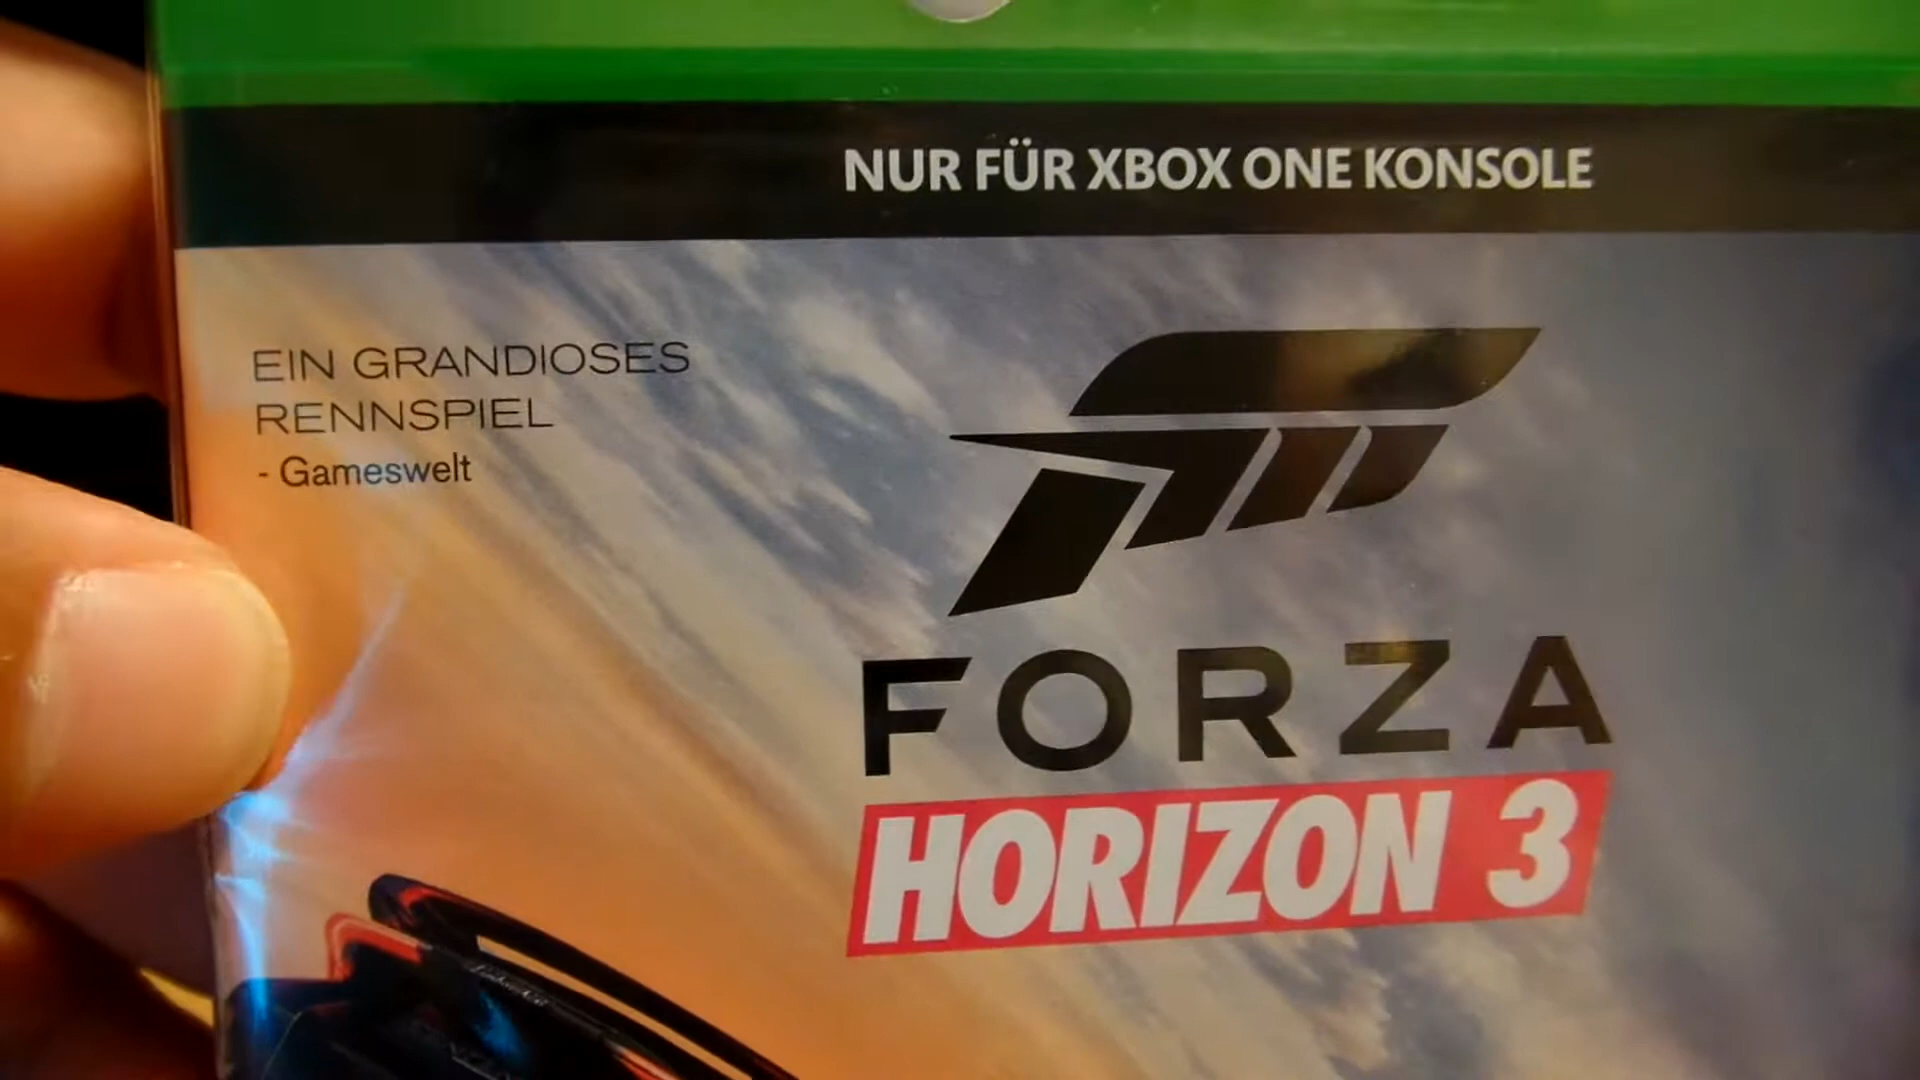 NUR FÜR XBOX ONE KONSOLE
EIN GRANDIOSES
RENNSPIEL
- Gameswelt
FORZA
HORIZON 3